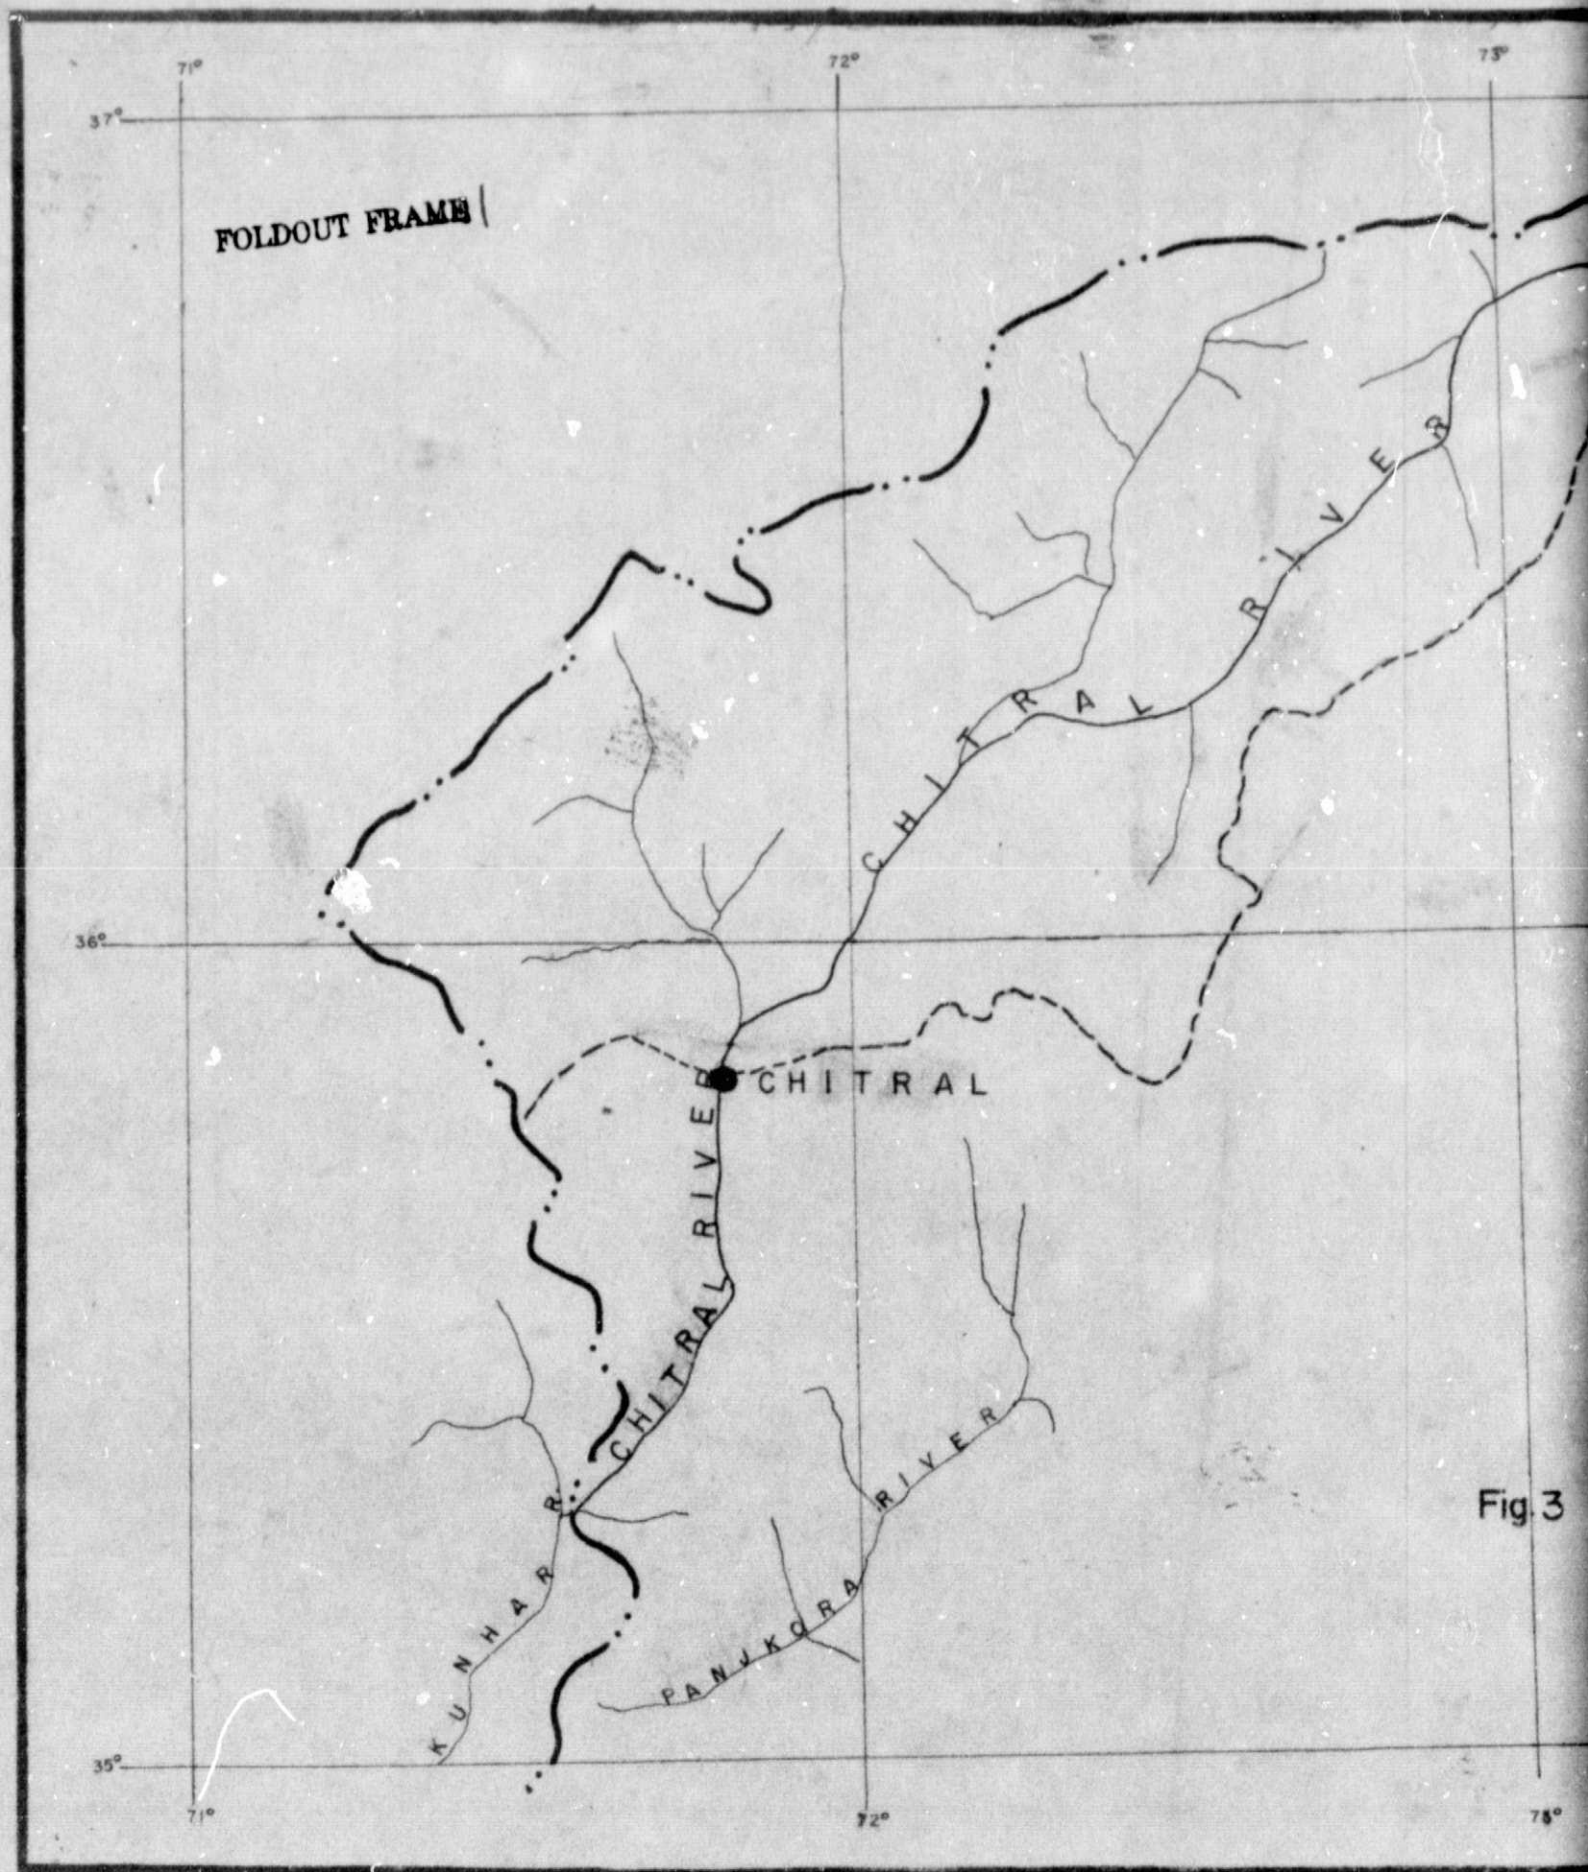 71°
72°
73°
37°
FOLDOUT FRAME
CHITRAL RIVER
36°
CHITRAL
CHITRAL RIVER
KUNHAR R.
PANJKORA RIVER
Fig. 3
35°
71°
72°
73°